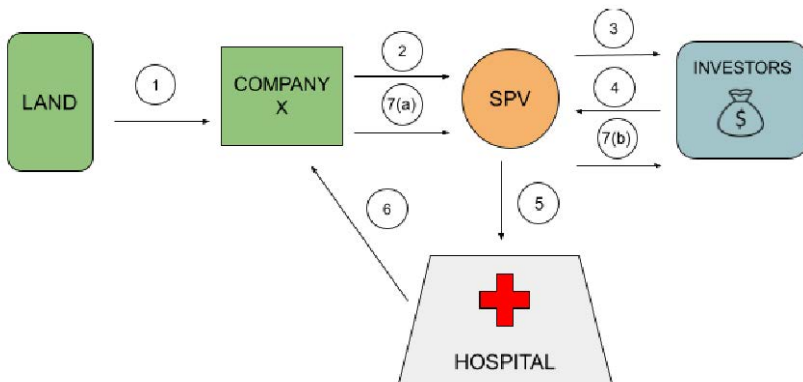 LAND
1
COMPANY
X
2
7(a)
SPV
3
4
7(b)
INVESTORS
$
5
6
HOSPITAL